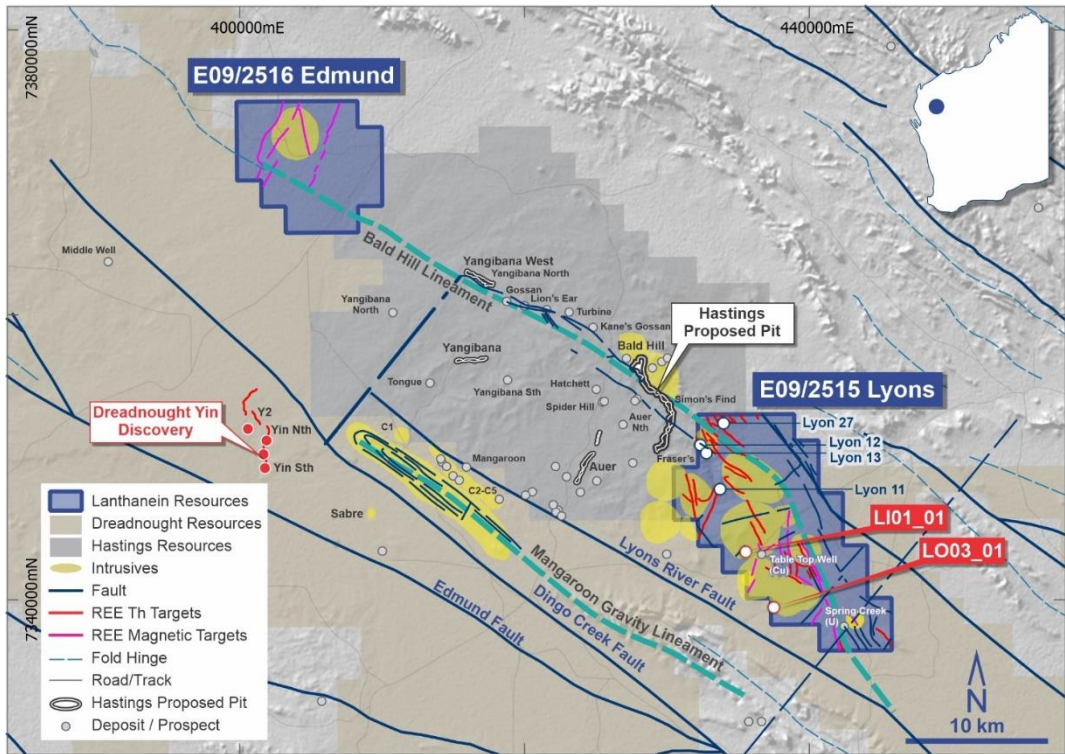 400000mE
440000mE
7380000mN
E09/2516 Edmund
Middle Well
Bald Hill Lineament
Yangibana West
Yangibana North
Gossan
Lion's Ear
Turbine
Yangibana
North
Kane's Gossan
Hastings
Proposed Pit
Bald Hill
Yangibana
Tongue
Yangibana Sth
Hatchett
Spider Hill
Simon's Find
E09/2515 Lyons
Auer
Nth
Lyon 27
Lyon 12
Lyon 13
Dreadnought Yin
Discovery
Y2
Yin Nth
Yin Sth
C1
Mangaroon
Auer
Fraser's
C2-C5
Lyon 11
Sabre
LI01_01
Table Top Well
(Cu)
LO03_01
Spring Creek
(U)
Lyons River Fault
Mangaroon Gravity Lineament
Edmund Fault
Dingo Creek Fault
7340000mN
Lanthanein Resources
Dreadnought Resources
Hastings Resources
Intrusives
Fault
REE Th Targets
REE Magnetic Targets
Fold Hinge
Road/Track
Hastings Proposed Pit
Deposit / Prospect
N
10 km